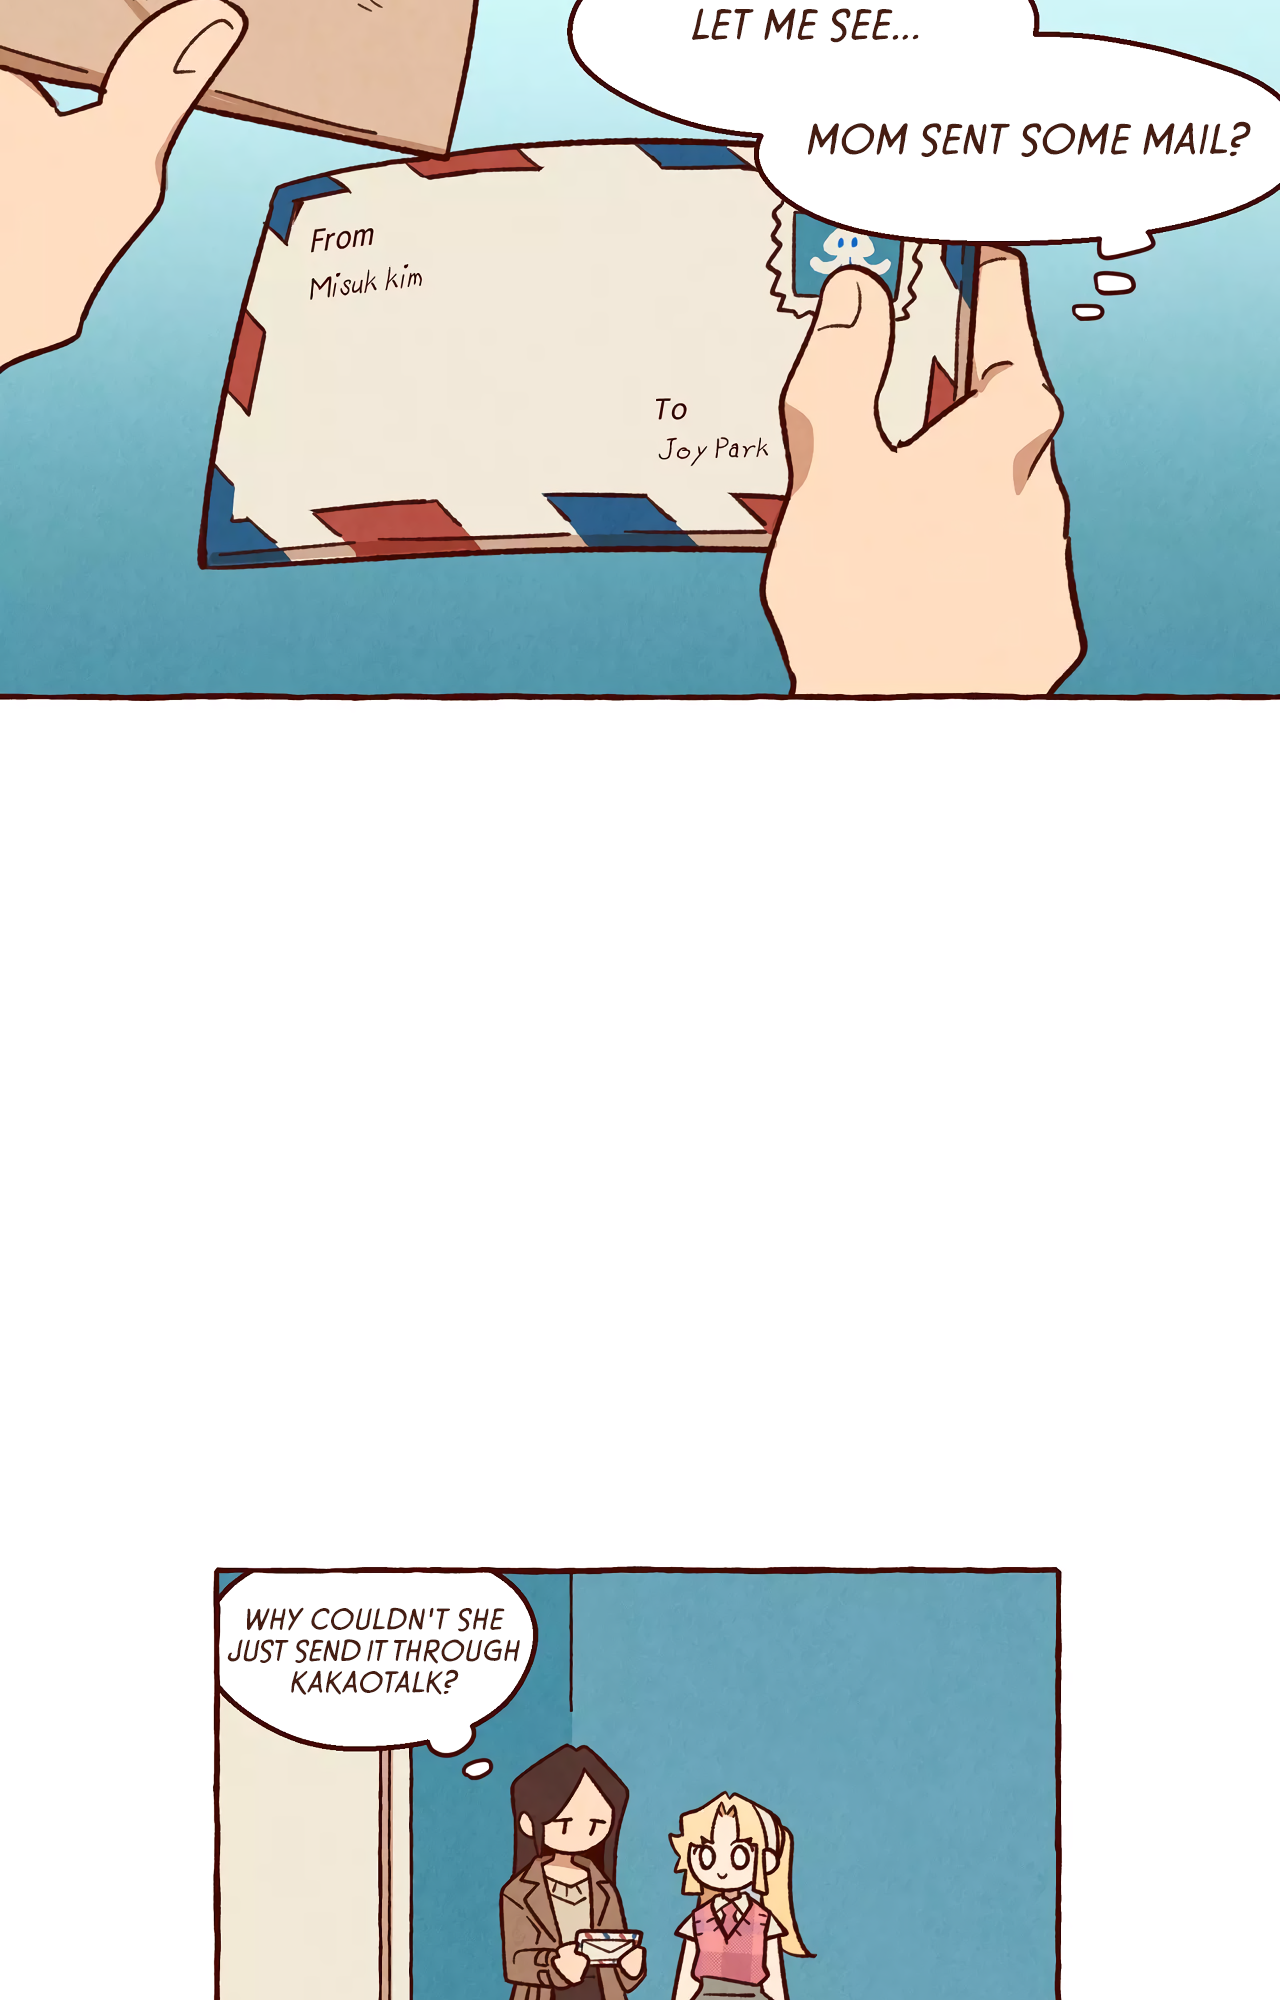 LET ME SEE...
MOM SENT SOME MAIL?
From
Misuk kim
To
Joy Park
WHY COULDN'T SHE
JUST SEND IT THROUGH
KAKAOTALK?